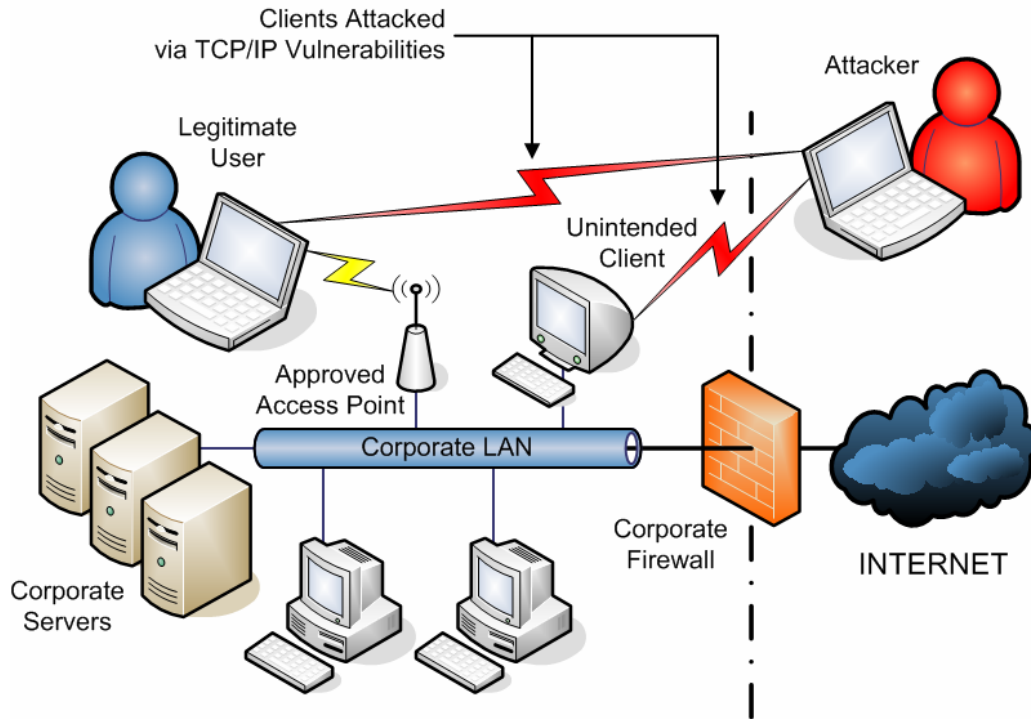 Clients Attacked
via TCP/IP Vulnerabilities
Attacker
Legitimate
User
Unintended
Client
Approved
Access Point
Corporate LAN
Corporate
Firewall
INTERNET
Corporate
Servers